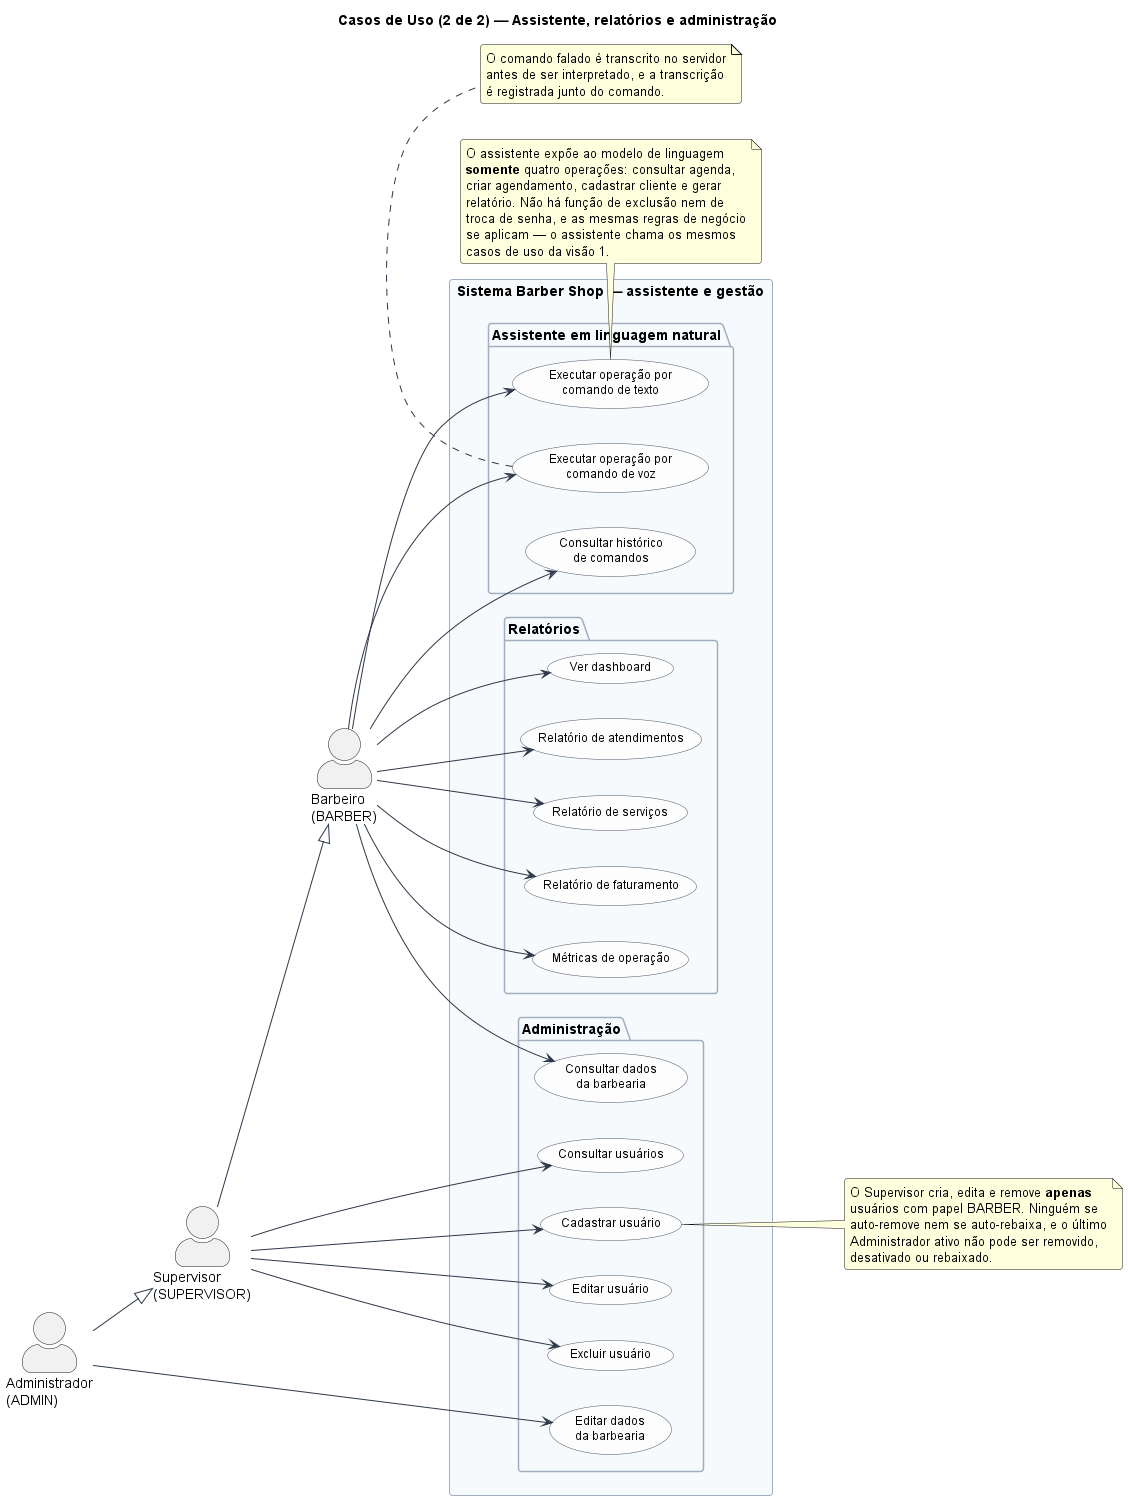 Casos de Uso (2 de 2) — Assistente, relatórios e administração
O comando falado é transcrito no servidor
antes de ser interpretado, e a transcrição
é registrada junto do comando.
O assistente expõe ao modelo de linguagem
somente quatro operações: consultar agenda,
criar agendamento, cadastrar cliente e gerar
relatório. Não há função de exclusão nem de
troca de senha, e as mesmas regras de negócio
se aplicam — o assistente chama os mesmos
casos de uso da visão 1.
Sistema Barber Shop — assistente e gestão
Assistente em linguagem natural
Executar operação por
comando de texto
Executar operação por
comando de voz
Consultar histórico
de comandos
Relatórios
Ver dashboard
Relatório de atendimentos
Relatório de serviços
Relatório de faturamento
Métricas de operação
Barbeiro
(BARBER)
Administração
Consultar dados
da barbearia
Consultar usuários
Cadastrar usuário
Editar usuário
Excluir usuário
Editar dados
da barbearia
O Supervisor cria, edita e remove apenas
usuários com papel BARBER. Ninguém se
auto-remove nem se auto-rebaixa, e o último
Administrador ativo não pode ser removido,
desativado ou rebaixado.
Supervisor
(SUPERVISOR)
Administrador
(ADMIN)